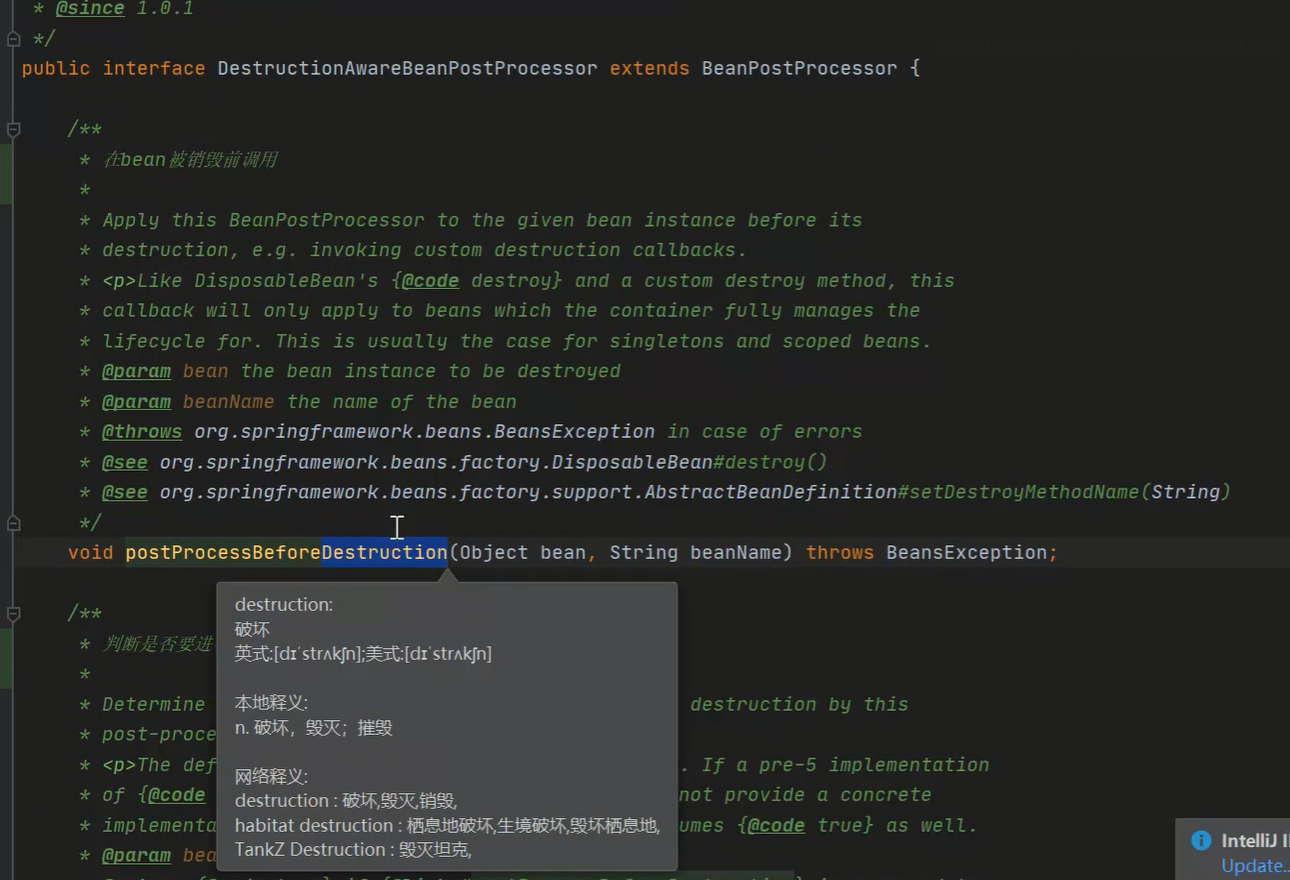 * @since 1.0.1
*/
public interface DestructionAwareBeanPostProcessor extends BeanPostProcessor {
/**
* 在bean被销毁前调用
*
* Apply this BeanPostProcessor to the given bean instance before its
* destruction, e.g. invoking custom destruction callbacks.
* <p>Like DisposableBean's {@code destroy} and a custom destroy method, this
* callback will only apply to beans which the container fully manages the
* lifecycle for. This is usually the case for singletons and scoped beans.
* @param bean the bean instance to be destroyed
* @param beanName the name of the bean
* @throws org.springframework.beans.BeansException in case of errors
* @see org.springframework.beans.factory.DisposableBean#destroy()
* @see org.springframework.beans.factory.support.AbstractBeanDefinition#setDestroyMethodName(String)
*/
void postProcessBeforeDestruction(Object bean, String beanName) throws BeansException;
destruction:
破坏
英式:[dɪˈstrʌkʃn];美式:[dɪˈstrʌkʃn]
本地释义:
n. 破坏，毁灭；摧毁
网络释义:
destruction : 破坏,毁灭,销毁,
habitat destruction : 栖息地破坏,生境破坏,毁坏栖息地,
TankZ Destruction : 毁灭坦克,
/**
* 判断是否要进
*
* Determine destruction by this
* post-proce
* <p>The def . If a pre-5 implementation
* of {@code not provide a concrete
* implementa umes {@code true} as well.
* @param bea
IntelliJ I
Update..